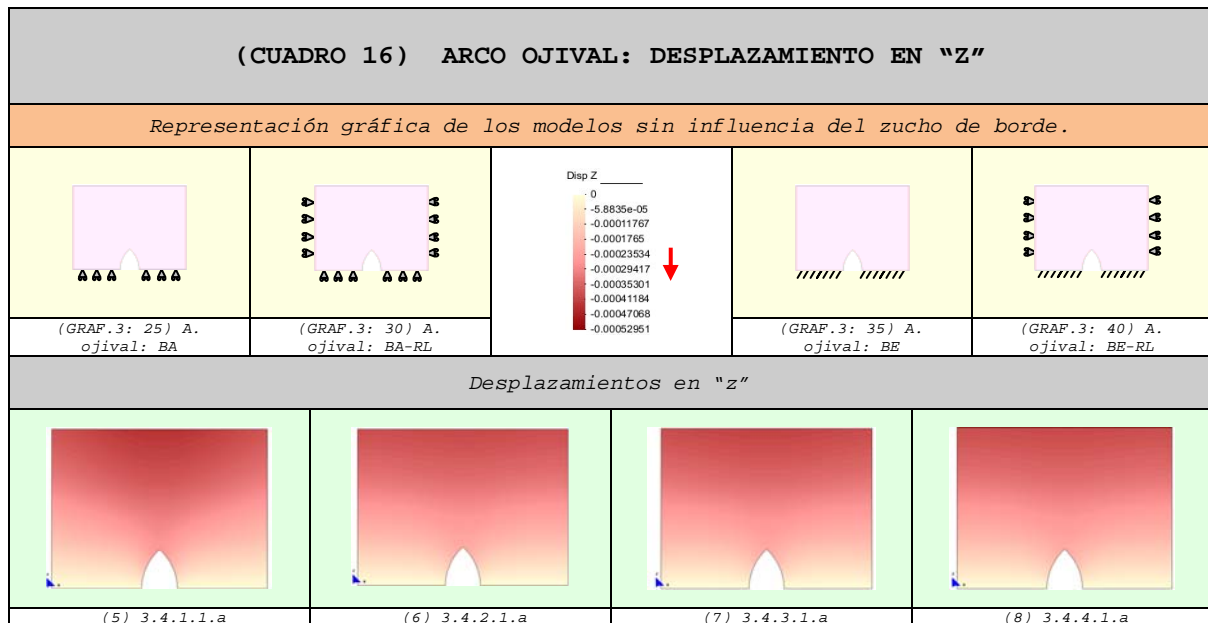 (CUADRO 16) ARCO OJIVAL: DESPLAZAMIENTO EN “Z”
Representación gráfica de los modelos sin influencia del zucho de borde.
Disp Z
0
-5.8835e-05
-0.00011767
-0.0001765
-0.00023534
-0.00029417
-0.00035301
-0.00041184
-0.00047068
-0.00052951
(GRAF.3: 25) A.
ojival: BA
(GRAF.3: 30) A.
ojival: BA-RL
(GRAF.3: 35) A.
ojival: BE
(GRAF.3: 40) A.
ojival: BE-RL
Desplazamientos en “z”
(5) 3.4.1.1.a
(6) 3.4.2.1.a
(7) 3.4.3.1.a
(8) 3.4.4.1.a